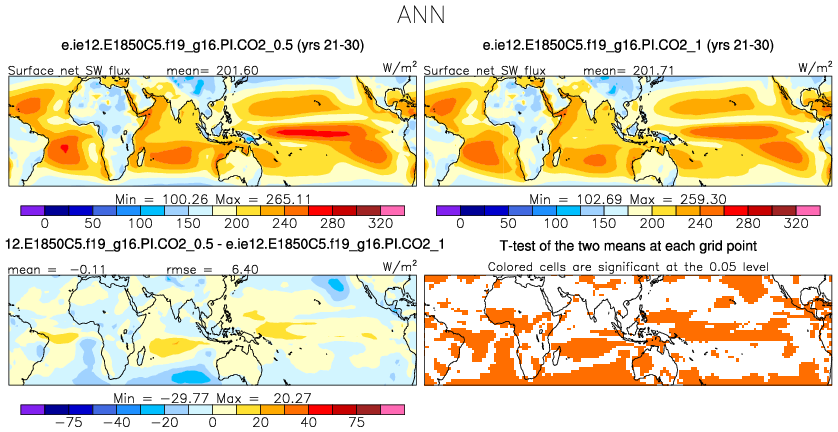 ANN
e.ie12.E1850C5.f19_g16.PI.CO2_0.5 (yrs 21-30)
Surface net SW flux mean= 201.60 W/m²
Min = 100.26 Max = 265.11
0 50 100 150 200 240 280 320
e.ie12.E1850C5.f19_g16.PI.CO2_1 (yrs 21-30)
Surface net SW flux mean= 201.71 W/m²
Min = 102.69 Max = 259.30
0 50 100 150 200 240 280 320
12.E1850C5.f19_g16.PI.CO2_0.5 - e.ie12.E1850C5.f19_g16.PI.CO2_1
mean = -0.11 rmse = 6.40 W/m²
Min = -29.77 Max = 20.27
-75 -40 -20 0 20 40 75
T-test of the two means at each grid point
Colored cells are significant at the 0.05 level